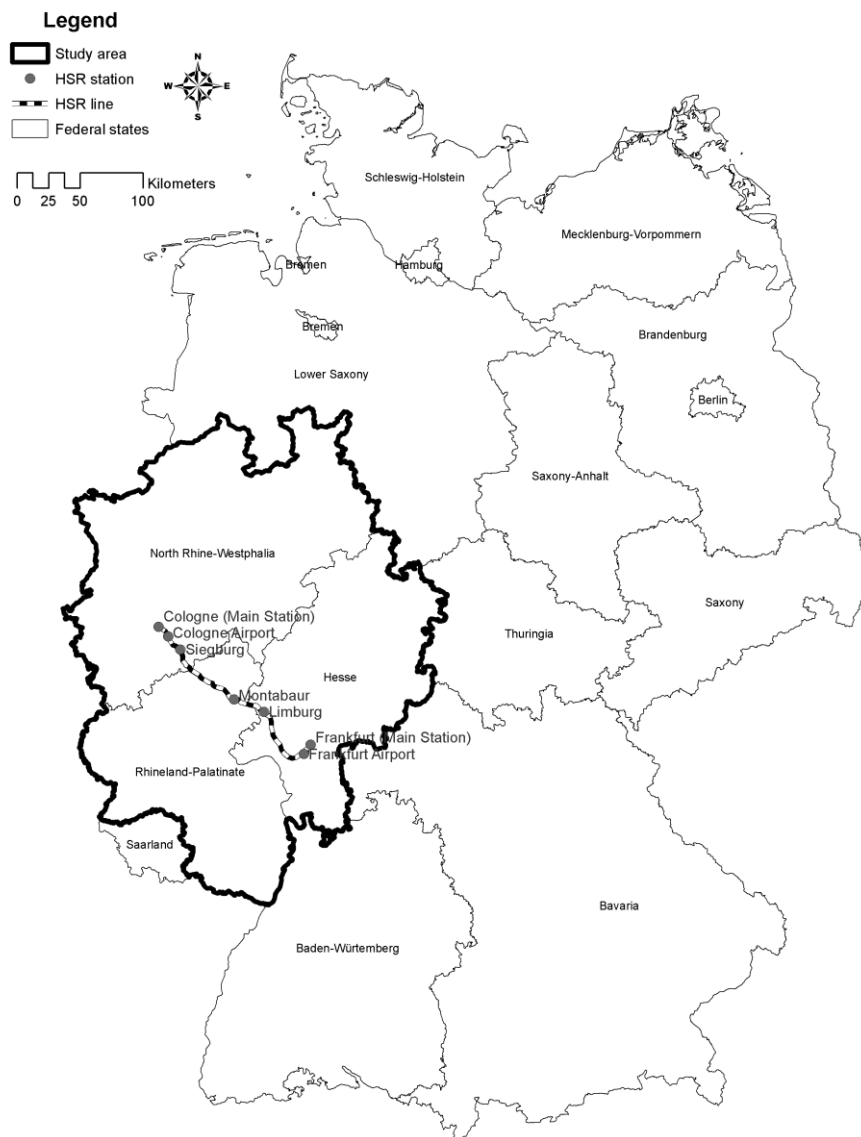 Legend
Study area
HSR station
HSR line
Federal states
N
W
E
S
Kilometers
0 25 50 100
Schleswig-Holstein
Mecklenburg-Vorpommern
Bremen
Hamburg
Bremen
Brandenburg
Lower Saxony
Berlin
Saxony-Anhalt
North Rhine-Westphalia
Saxony
Cologne (Main Station)
Cologne Airport
Thuringia
Siegburg
Hesse
Montabaur
Limburg
Frankfurt (Main Station)
Frankfurt Airport
Rhineland-Palatinate
Saarland
Bavaria
Baden-Würtemberg